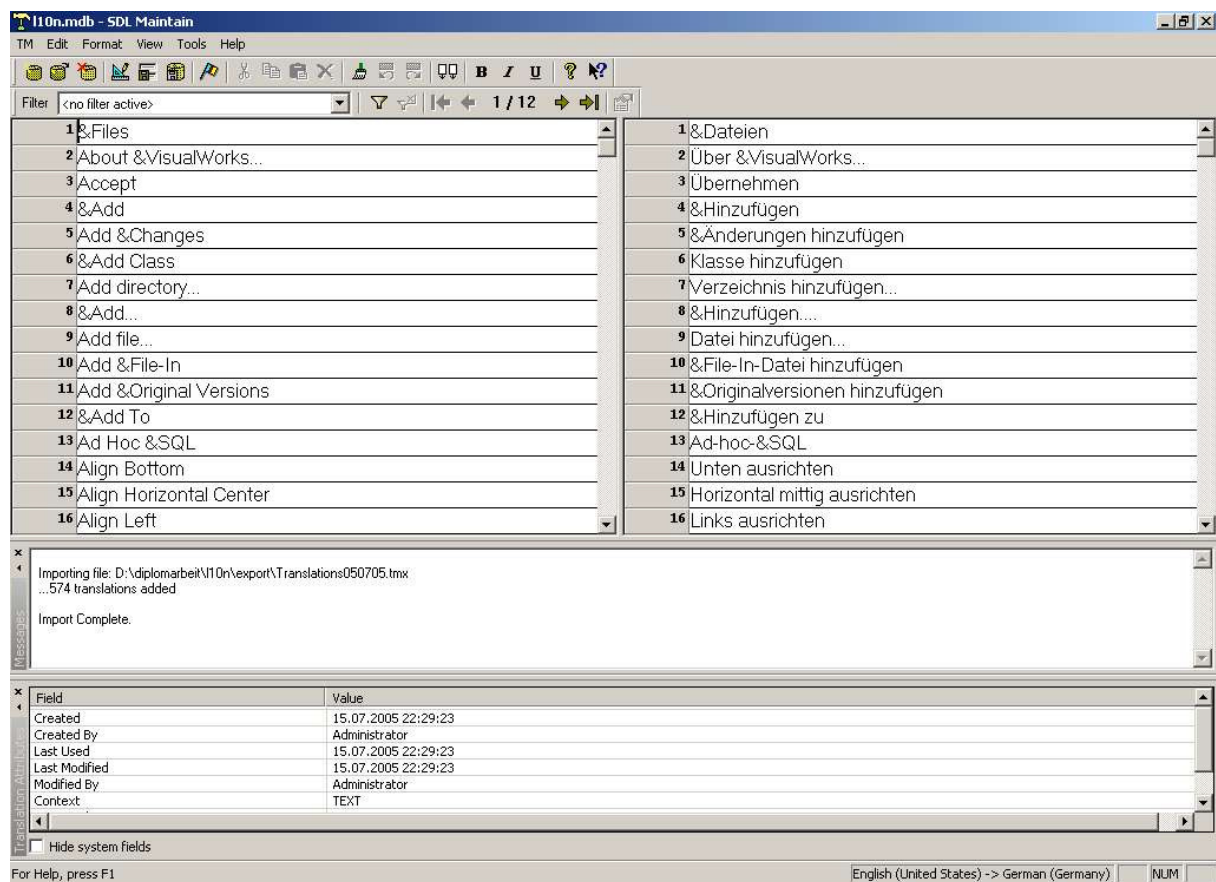 l10n.mdb - SDL Maintain
TM Edit Format View Tools Help
B I U
Filter <no filter active> 1 / 12
1 &Files
2 About &VisualWorks...
3 Accept
4 &Add
5 Add &Changes
6 &Add Class
7 Add directory...
8 &Add...
9 Add file...
10 Add &File-In
11 Add &Original Versions
12 &Add To
13 Ad Hoc &SQL
14 Align Bottom
15 Align Horizontal Center
16 Align Left
1 &Dateien
2 Über &VisualWorks...
3 Übernehmen
4 &Hinzufügen
5 &Änderungen hinzufügen
6 Klasse hinzufügen
7 Verzeichnis hinzufügen...
8 &Hinzufügen....
9 Datei hinzufügen...
10 &File-In-Datei hinzufügen
11 &Originalversionen hinzufügen
12 &Hinzufügen zu
13 Ad-hoc-&SQL
14 Unten ausrichten
15 Horizontal mittig ausrichten
16 Links ausrichten
Messages
Importing file: D:\diplomarbeit\l10n\export\Translations050705.tmx
...574 translations added
Import Complete.
Translation Attributes
Field Value
Created 15.07.2005 22:29:23
Created By Administrator
Last Used 15.07.2005 22:29:23
Last Modified 15.07.2005 22:29:23
Modified By Administrator
Context TEXT
Hide system fields
For Help, press F1 English (United States) -> German (Germany) NUM